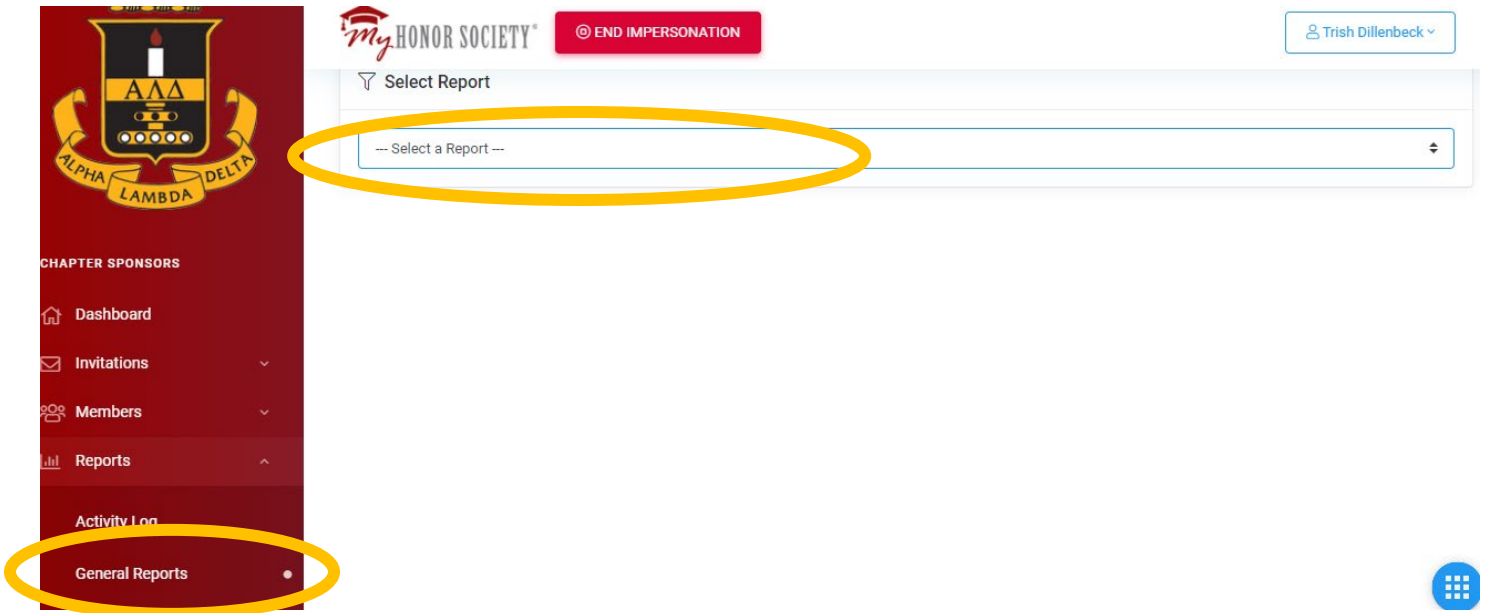 ΑΛΔ
ALPHA LAMBDA DELTA
CHAPTER SPONSORS
Dashboard
Invitations
Members
Reports
Activity Log
General Reports
My HONOR SOCIETY®
END IMPERSONATION
Trish Dillenbeck
Select Report
--- Select a Report ---